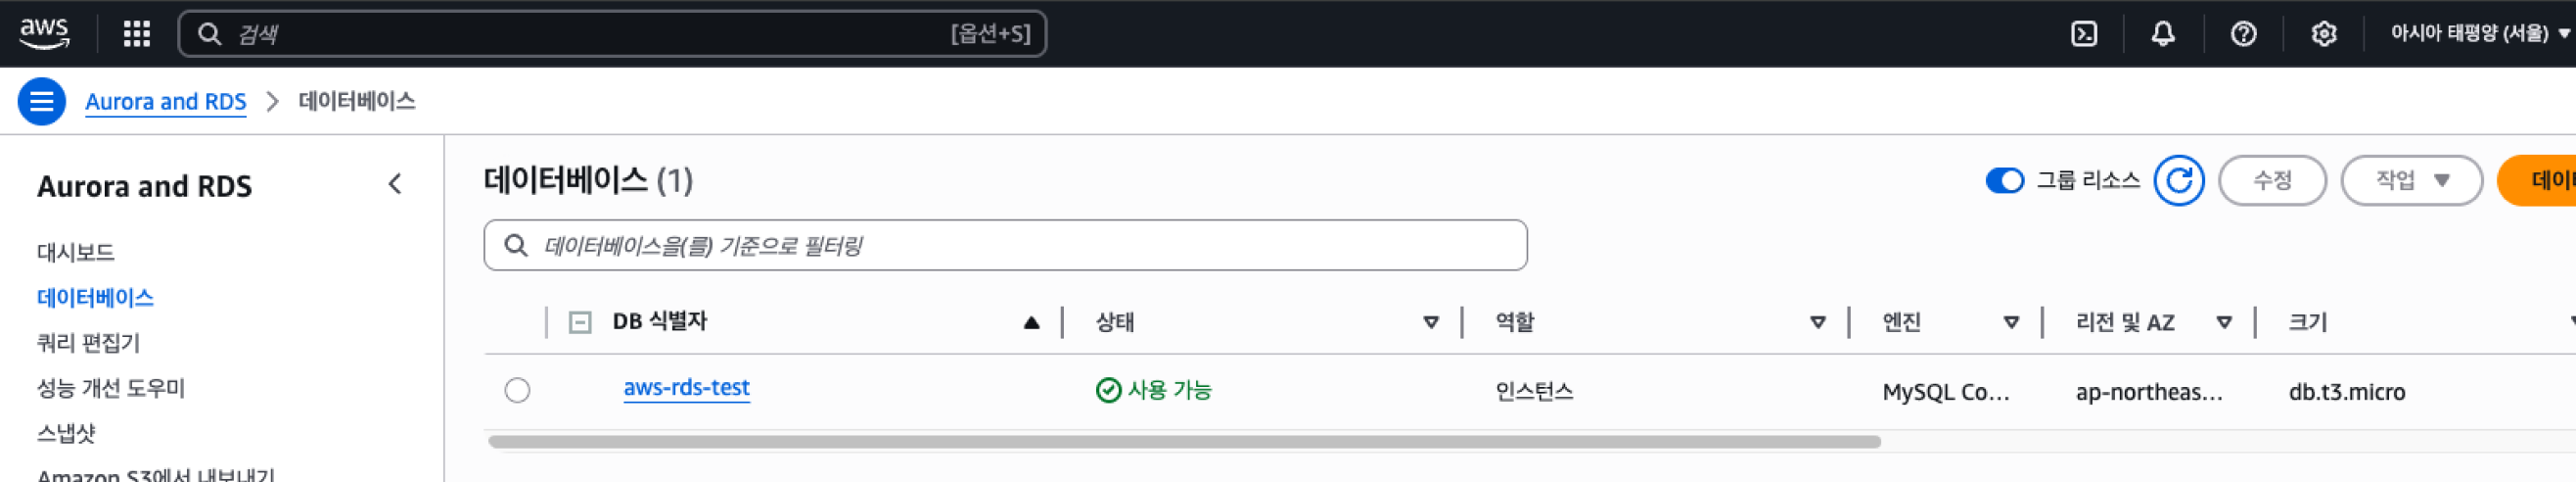 aws 검색 [옵션+S] 아시아 태평양 (서울)
Aurora and RDS > 데이터베이스
Aurora and RDS
대시보드
데이터베이스
쿼리 편집기
성능 개선 도우미
스냅샷
Amazon S3에서 내보내기
데이터베이스 (1)
그룹 리소스 수정 작업
데이터베이스을(를) 기준으로 필터링
DB 식별자 상태 역할 엔진 리전 및 AZ 크기
aws-rds-test 사용 가능 인스턴스 MySQL Co... ap-northeas... db.t3.micro